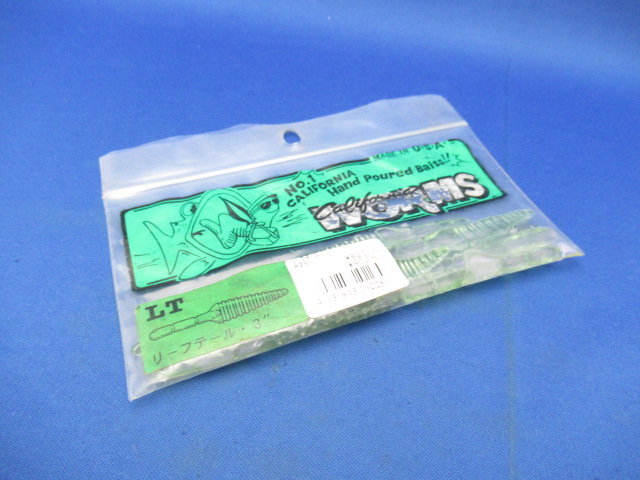 MADE IN U·S·A·
NO.1
CALIFORNIA
Hand Poured Baits!!
California
WORMS
LT
リーフテール・3"